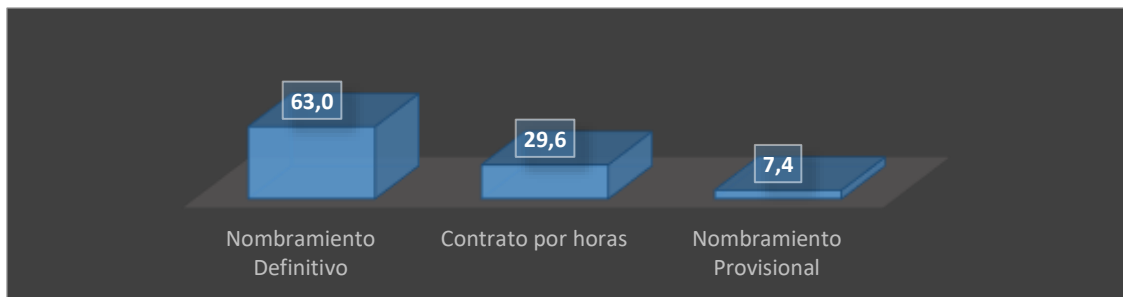 63,0
29,6
7,4
Nombramiento
Definitivo
Contrato por horas
Nombramiento
Provisional